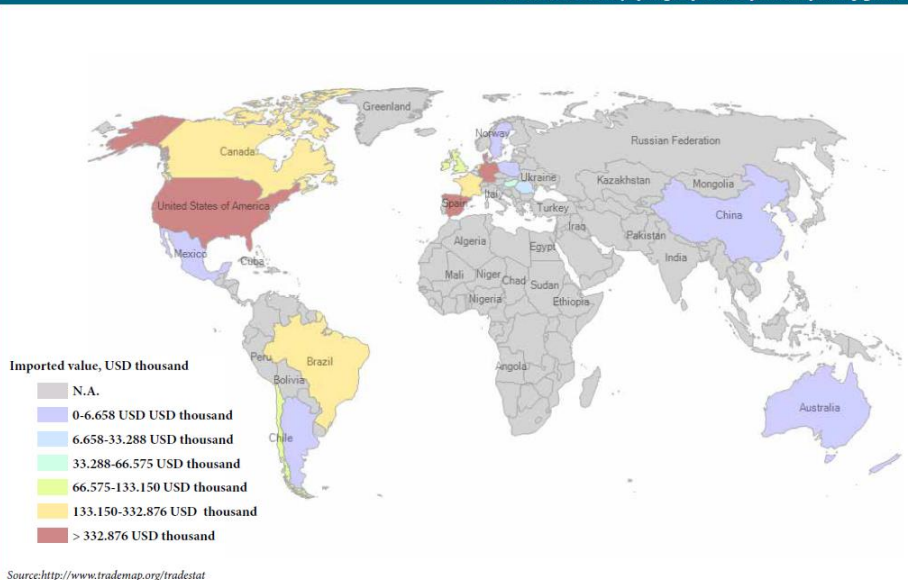 Greenland
Norway
Russian Federation
Canada
Ukraine
Kazakhstan
Mongolia
United States of America
Spain
Ital
Turkey
China
Iraq
Mexico
Cuba
Algeria
Egypt
Pakistan
India
Mali
Niger
Chad
Sudan
Nigeria
Ethiopia
Peru
Brazil
Angola
Bolivia
Australia
Chile
Imported value, USD thousand
N.A.
0-6.658 USD USD thousand
6.658-33.288 USD thousand
33.288-66.575 USD thousand
66.575-133.150 USD thousand
133.150-332.876 USD thousand
> 332.876 USD thousand
Source:http://www.trademap.org/tradestat